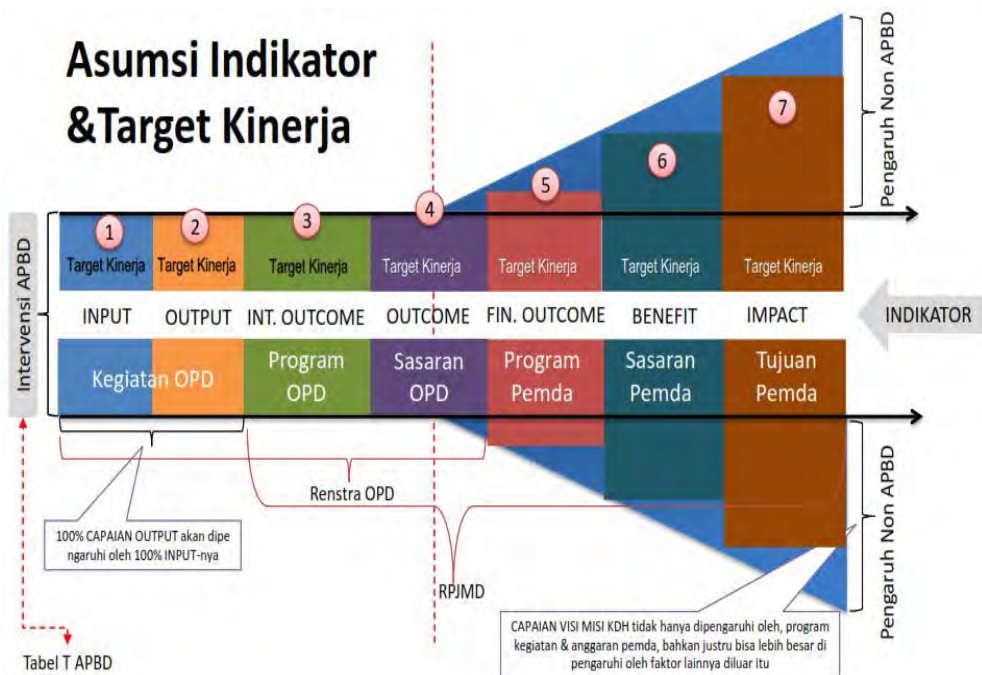 Asumsi Indikator
&Target Kinerja
Pengaruh Non APBD
7
6
5
4
3
2
1
Intervensi APBD
Target Kinerja
Target Kinerja
Target Kinerja
Target Kinerja
Target Kinerja
Target Kinerja
Target Kinerja
INPUT
OUTPUT
INT. OUTCOME
OUTCOME
FIN. OUTCOME
BENEFIT
IMPACT
INDIKATOR
Kegiatan OPD
Program
OPD
Sasaran
OPD
Program
Pemda
Sasaran
Pemda
Tujuan
Pemda
Pengaruh Non APBD
Renstra OPD
100% CAPAIAN OUTPUT akan dipe
ngaruhi oleh 100% INPUT-nya
RPJMD
CAPAIAN VISI MISI KDH tidak hanya dipengaruhi oleh, program
kegiatan & anggaran pemda, bahkan justru bisa lebih besar di
pengaruhi oleh faktor lainnya diluar itu
Tabel T APBD